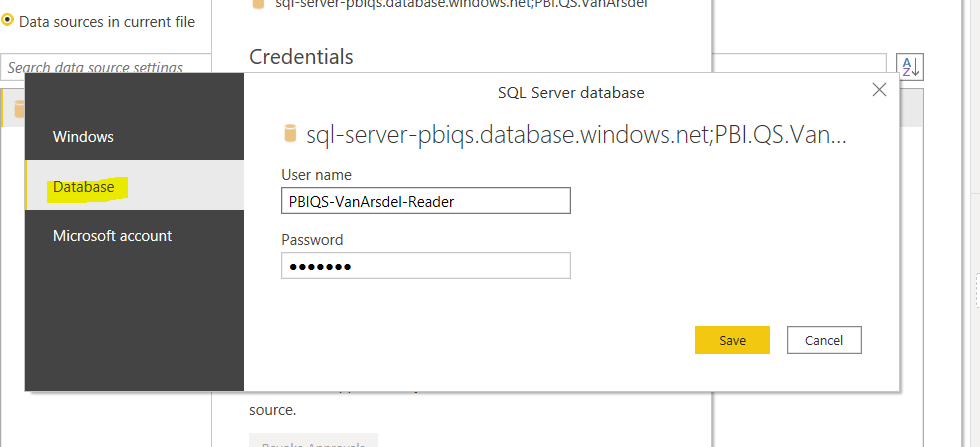 sql-server-pbiqs.database.windows.net;PBI.QS.VanArsdel
Data sources in current file
Credentials
Search data source settings
A
Z
SQL Server database
Windows
sql-server-pbiqs.database.windows.net;PBI.QS.Van...
User name
Database
PBIQS-VanArsdel-Reader
Microsoft account
Password
Save
Cancel
source.